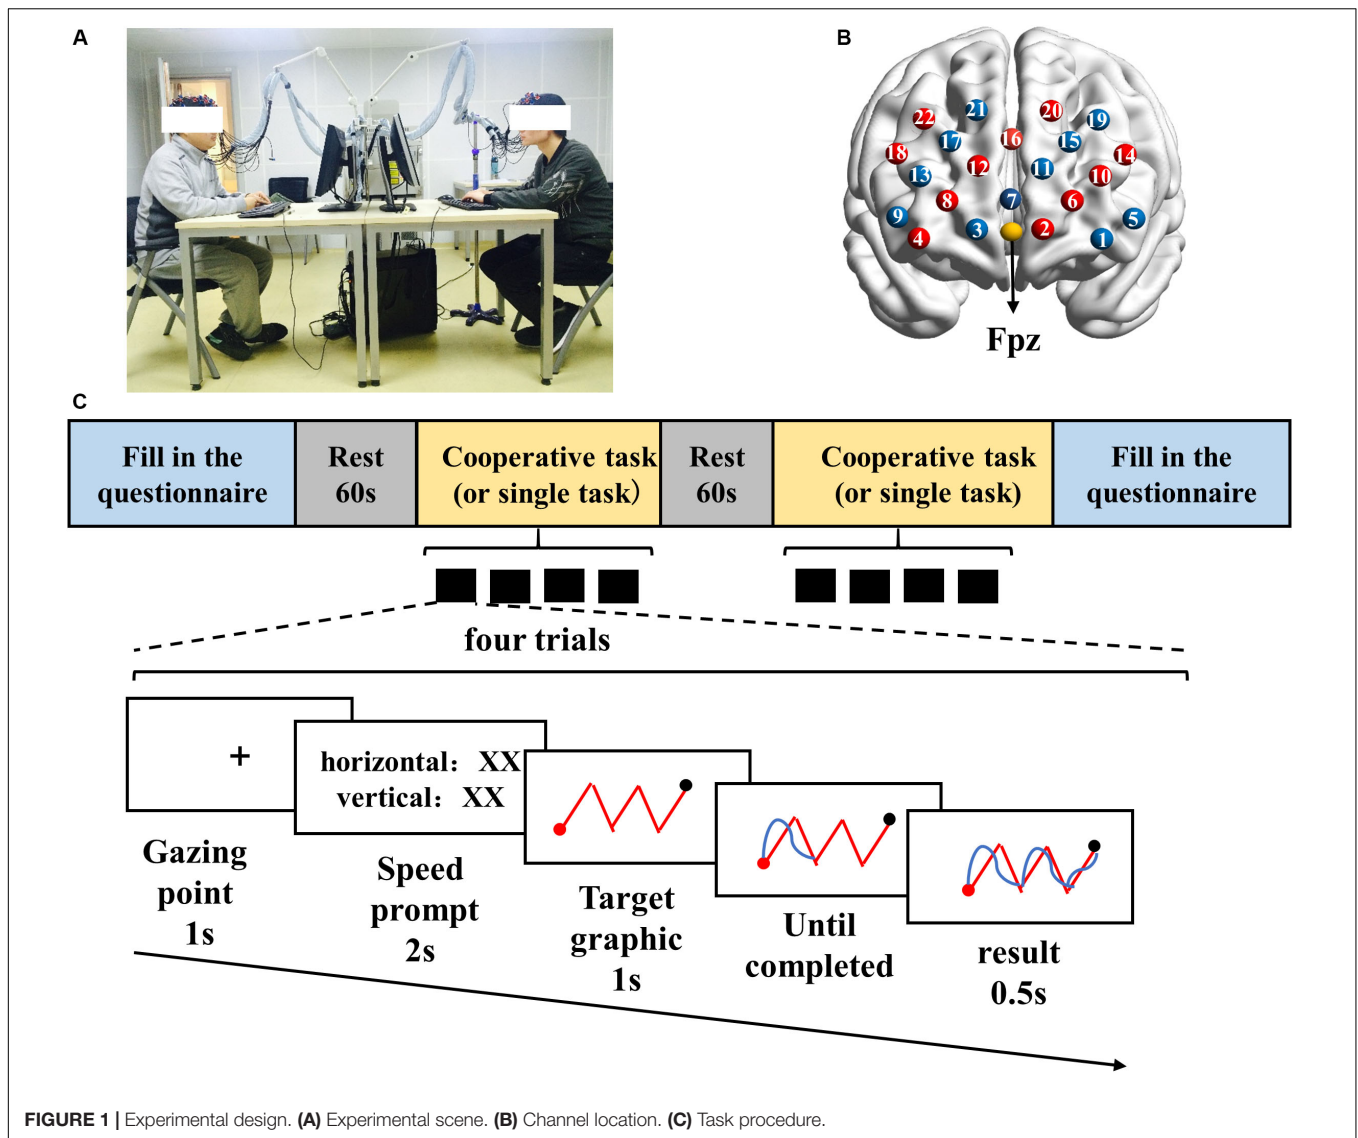 A
B
22
21
20
19
17
16
15
18
12
14
13
11
10
8
7
6
9
5
4
3
2
1
Fpz
C
Fill in the
questionnaire
Rest
60s
Cooperative task
(or single task)
Rest
60s
Cooperative task
(or single task)
Fill in the
questionnaire
four trials
+
horizontal: XX
vertical: XX
Gazing
point
1s
Speed
prompt
2s
Target
graphic
1s
Until
completed
result
0.5s
FIGURE 1 | Experimental design. (A) Experimental scene. (B) Channel location. (C) Task procedure.